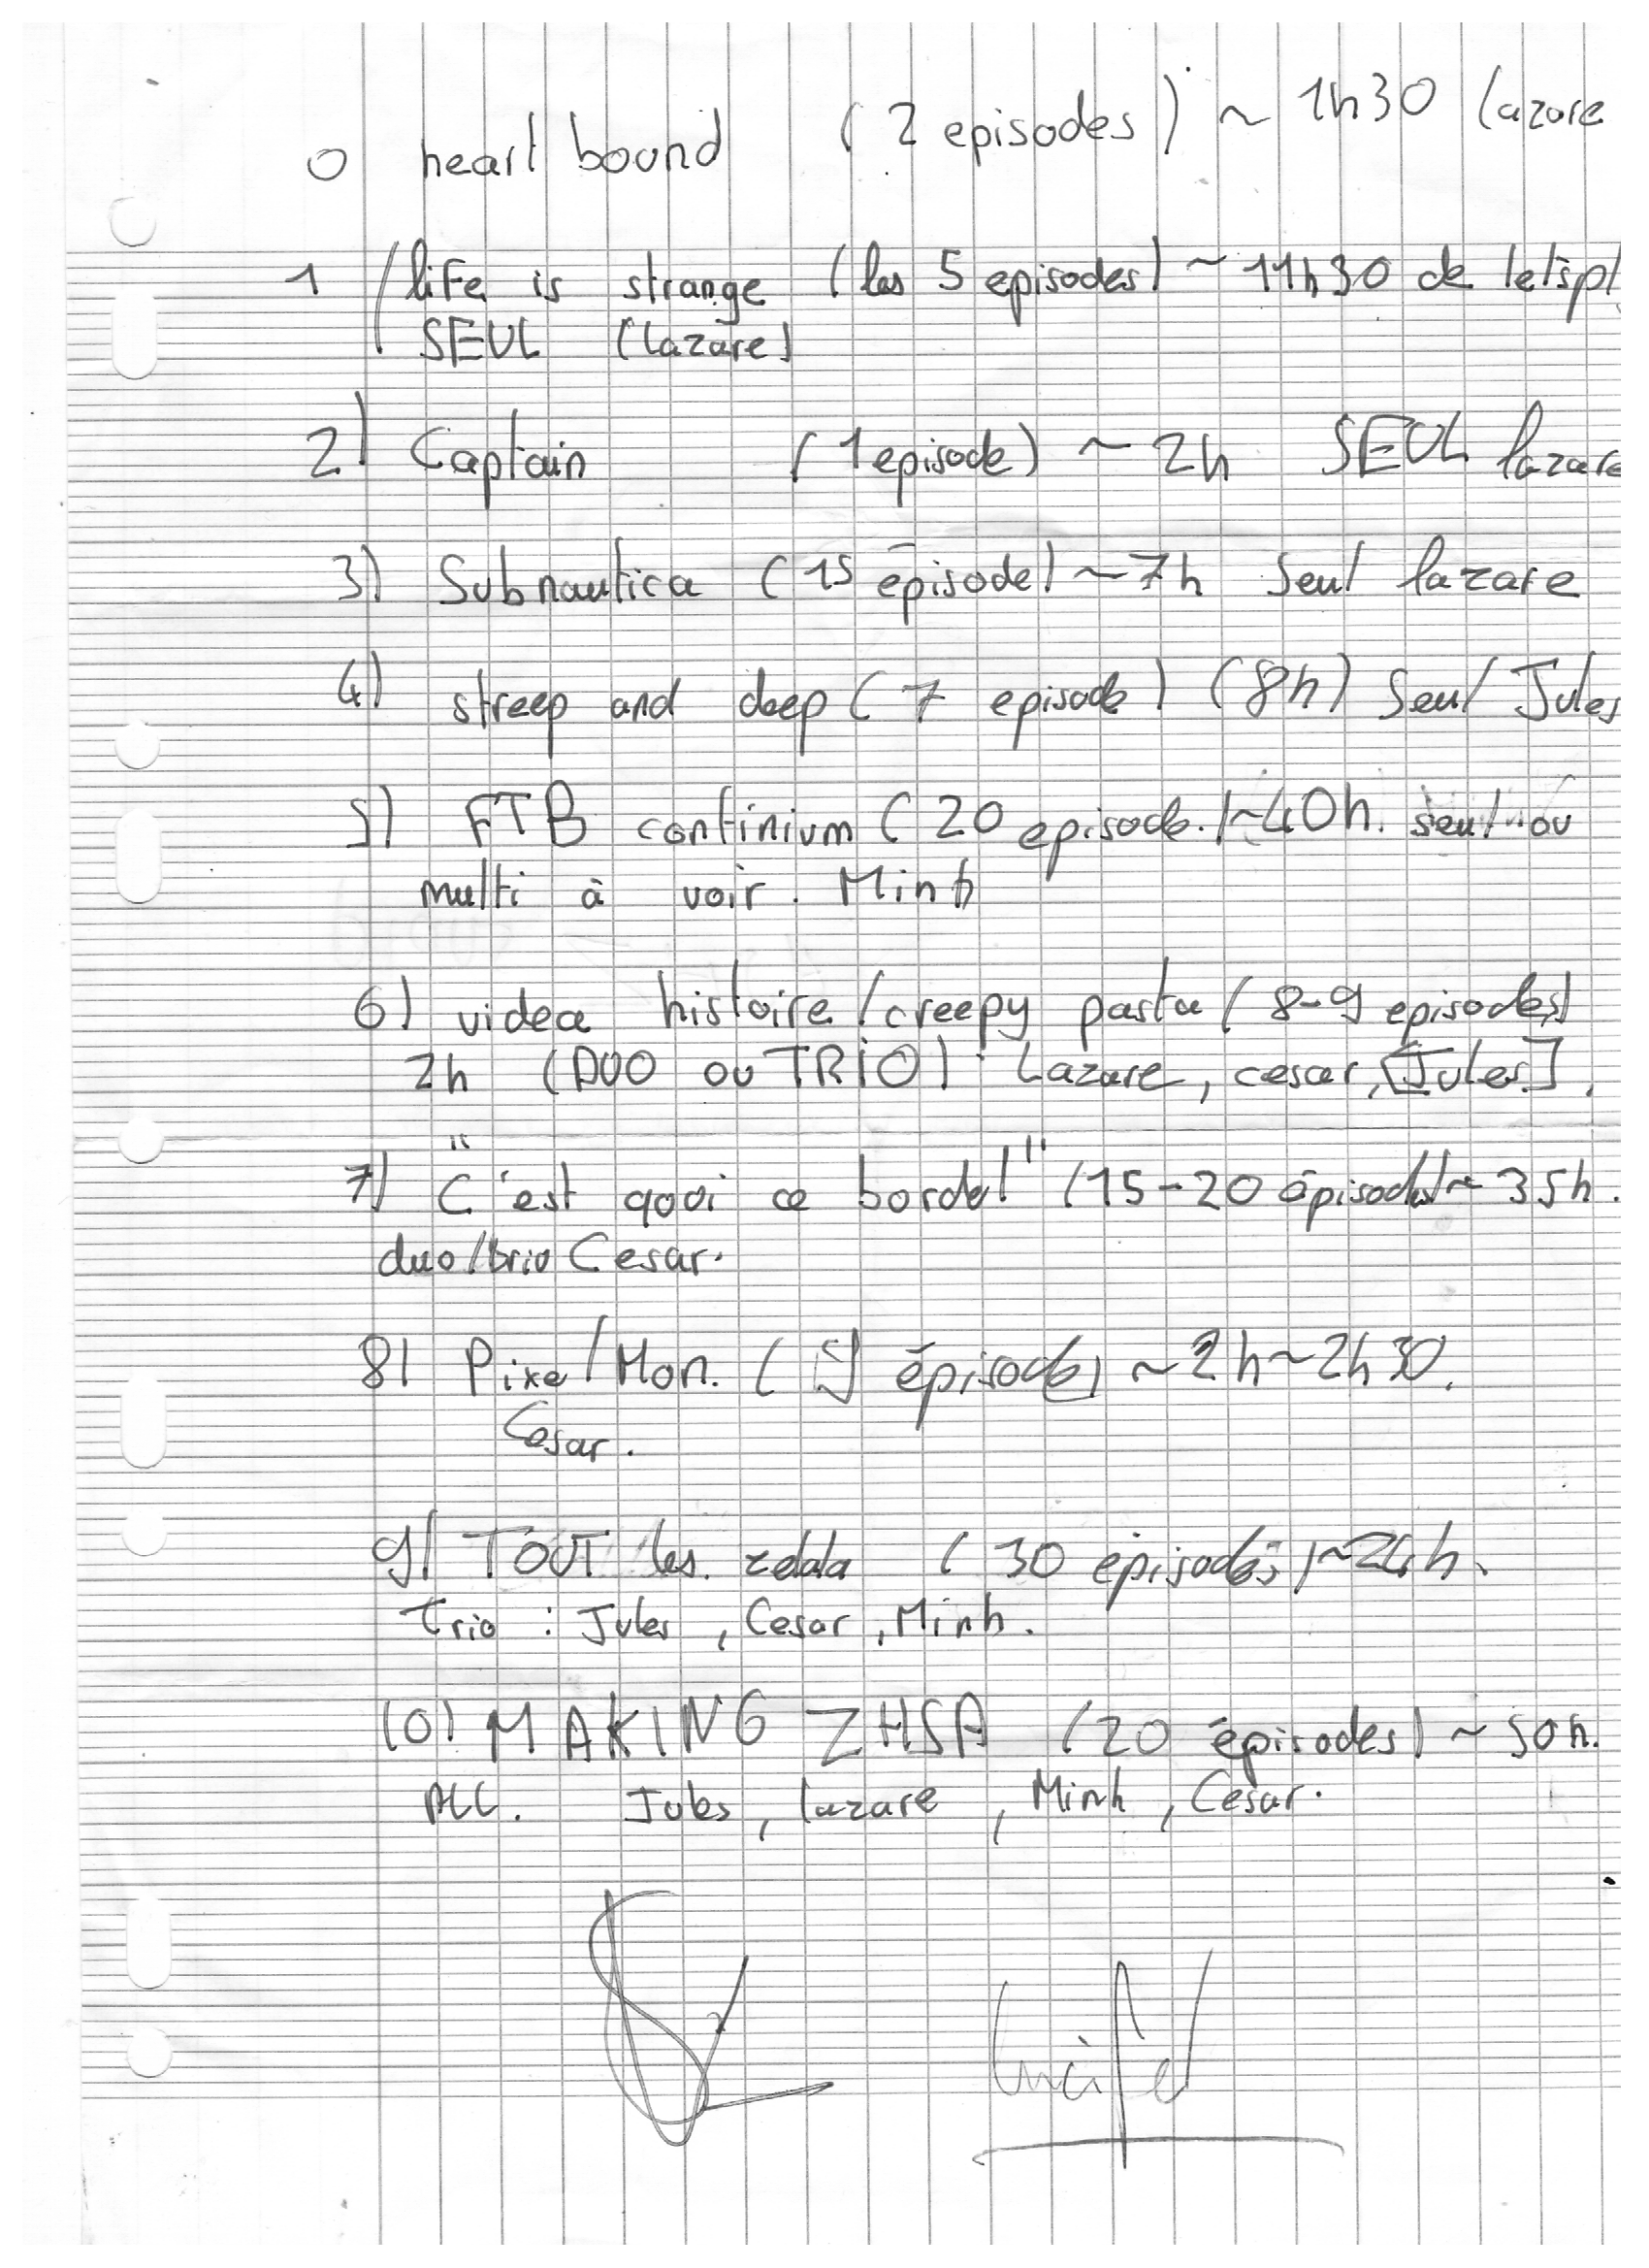 0 heart bound ( 2 episodes ) ~ 1h30 lazare
1 / life is strange ( les 5 episodes) ~ 11h30 de letspl
SEUL (lazare)
2) Captain ( 1 episode) ~ 2h SEUL lazare
3) Subnautica ( 15 épisode) ~ 7h Seul lazare
4) streep and deep ( 7 episode ) (8h) Seul Jules
5) FTB continium ( 20 episode. ) ~40h. seul ou
multi à voir. Minh
6) videa histoire / creepy pasta ( 8-9 episodes)
2h (DUO ou TRiO) Lazare, cesar, [Jules].
7) "C'est qooi ce bordel" (15-20 épisode) ~ 35h.
duo/trio Cesar.
8) Pixel Mon. ( 5 épisode) ~ 2h ~ 2h30.
Cesar.
9) TOUT les. zelda ( 30 épisodes ) ~24h.
Trio : Jules , Cesar , Minh.
10) MAKING ZHSA (20 épisodes) ~ 50h.
ALL. Jules, lazare , Minh , Cesar.